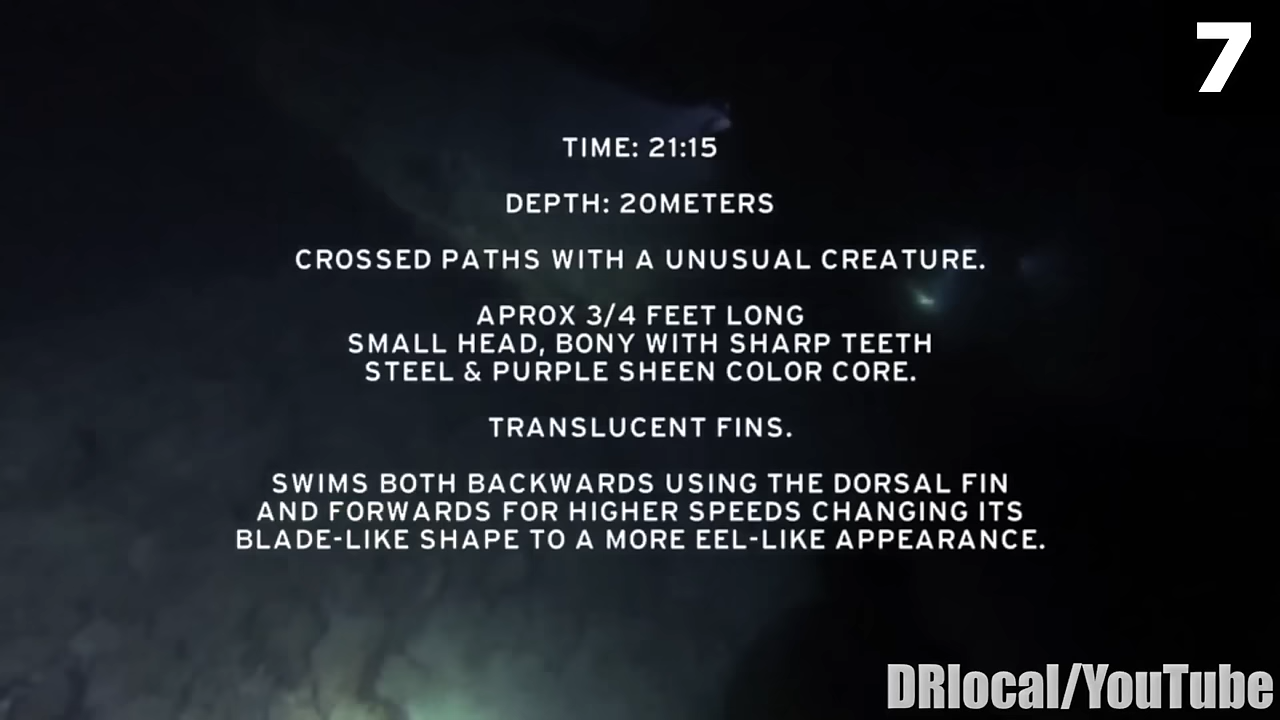 7
TIME: 21:15
DEPTH: 20METERS
CROSSED PATHS WITH A UNUSUAL CREATURE.
APROX 3/4 FEET LONG
SMALL HEAD, BONY WITH SHARP TEETH
STEEL & PURPLE SHEEN COLOR CORE.
TRANSLUCENT FINS.
SWIMS BOTH BACKWARDS USING THE DORSAL FIN
AND FORWARDS FOR HIGHER SPEEDS CHANGING ITS
BLADE-LIKE SHAPE TO A MORE EEL-LIKE APPEARANCE.
DRlocal/YouTube